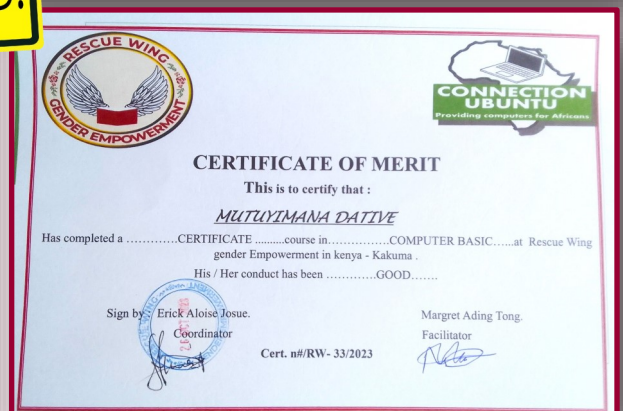 RESCUE WING
GENDER EMPOWERMENT
CONNECTION
UBUNTU
Providing computers for Africans
CERTIFICATE OF MERIT
This is to certify that :
MUTUYIMANA DATIVE
Has completed a .............CERTIFICATE ..........course in................COMPUTER BASIC......at Rescue Wing
gender Empowerment in kenya - Kakuma .
His / Her conduct has been .............GOOD.......
Sign by Erick Aloise Josue.
Coordinator
Margret Ading Tong.
Facilitator
Cert. n#/RW- 33/2023